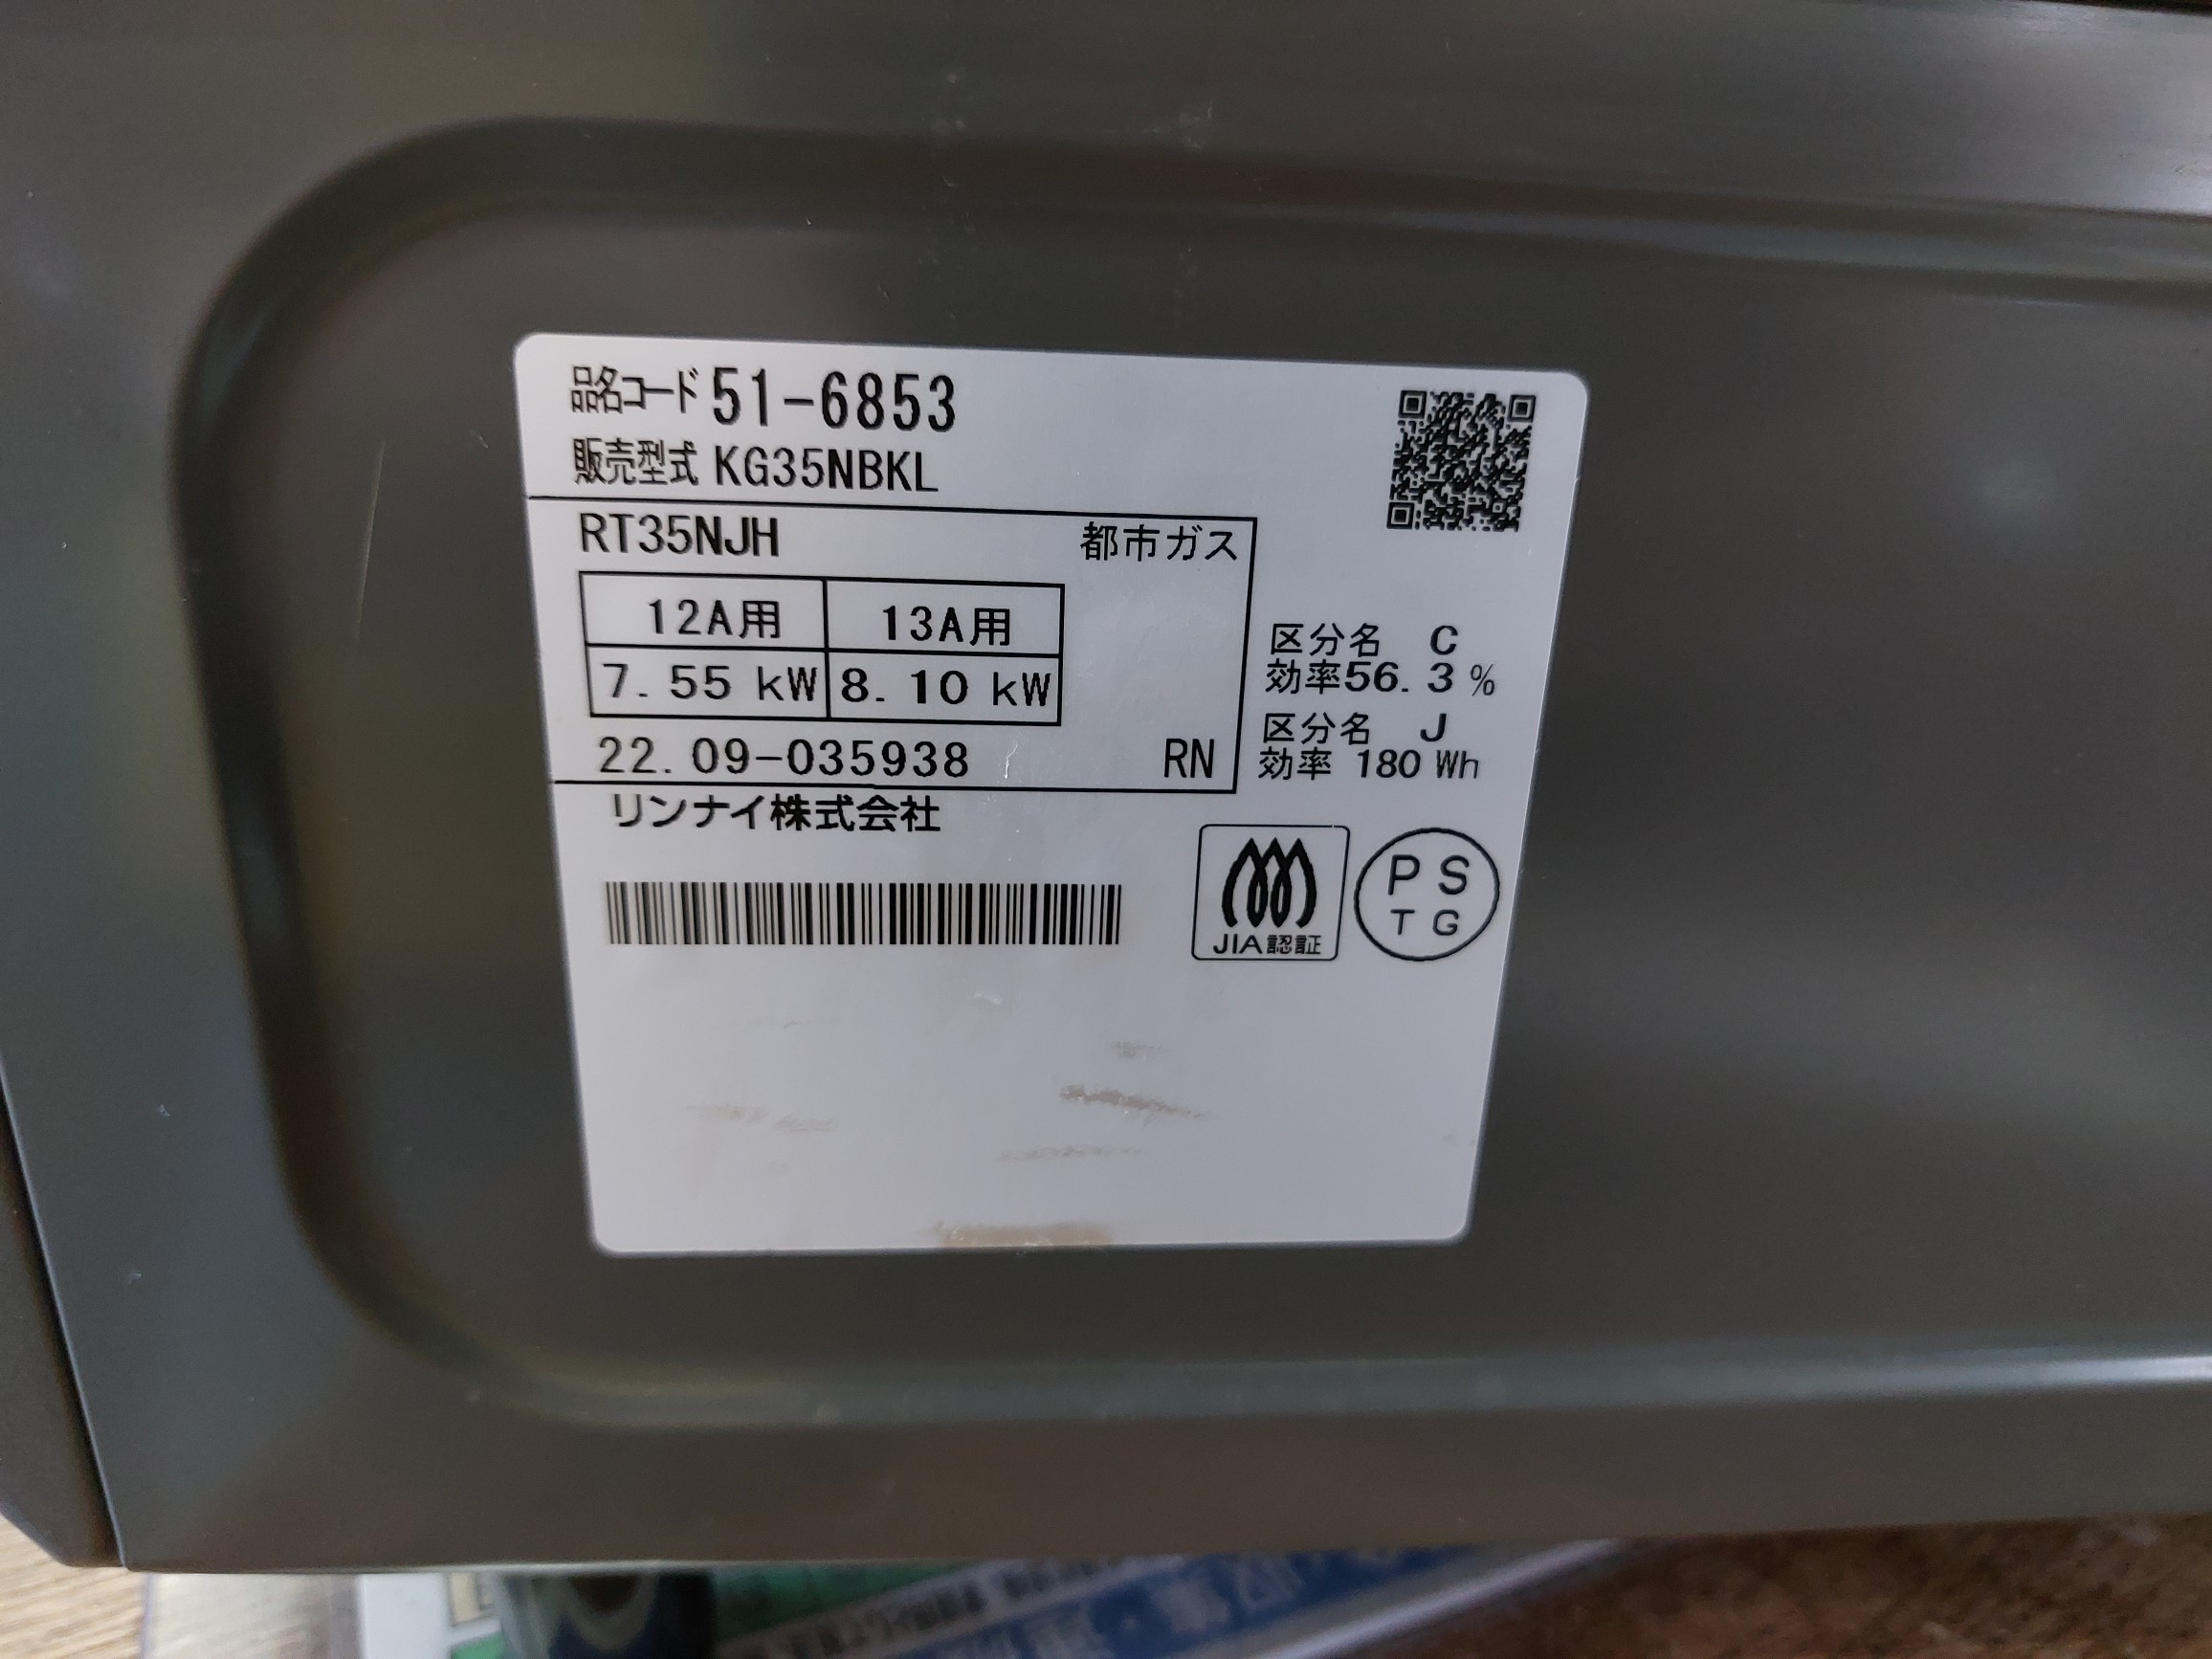 品名コード 51-6853
販売型式 KG35NBKL
RT35NJH 都市ガス
12A用 13A用
7.55 kW 8.10 kW
22.09-035938 RN
区分名 C
効率56.3%
区分名 J
効率 180 Wh
リンナイ株式会社
JIA認証
PS
TG